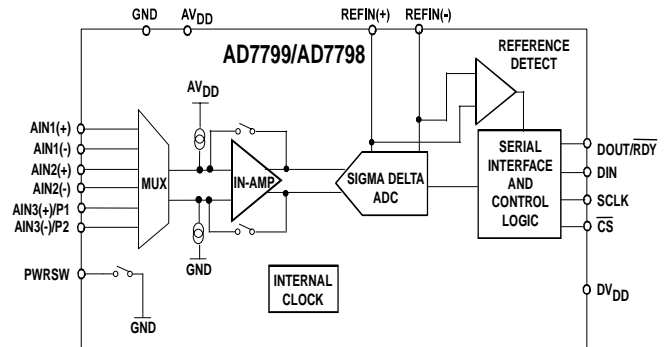 GND
AVDD
REFIN(+)
REFIN(-)
AD7799/AD7798
REFERENCE
DETECT
AVDD
AIN1(+)
AIN1(-)
AIN2(+)
AIN2(-)
AIN3(+)/P1
AIN3(-)/P2
MUX
IN-AMP
SIGMA DELTA
ADC
SERIAL
INTERFACE
AND
CONTROL
LOGIC
DOUT/RDY
DIN
SCLK
CS
GND
PWRSW
GND
INTERNAL
CLOCK
DVDD